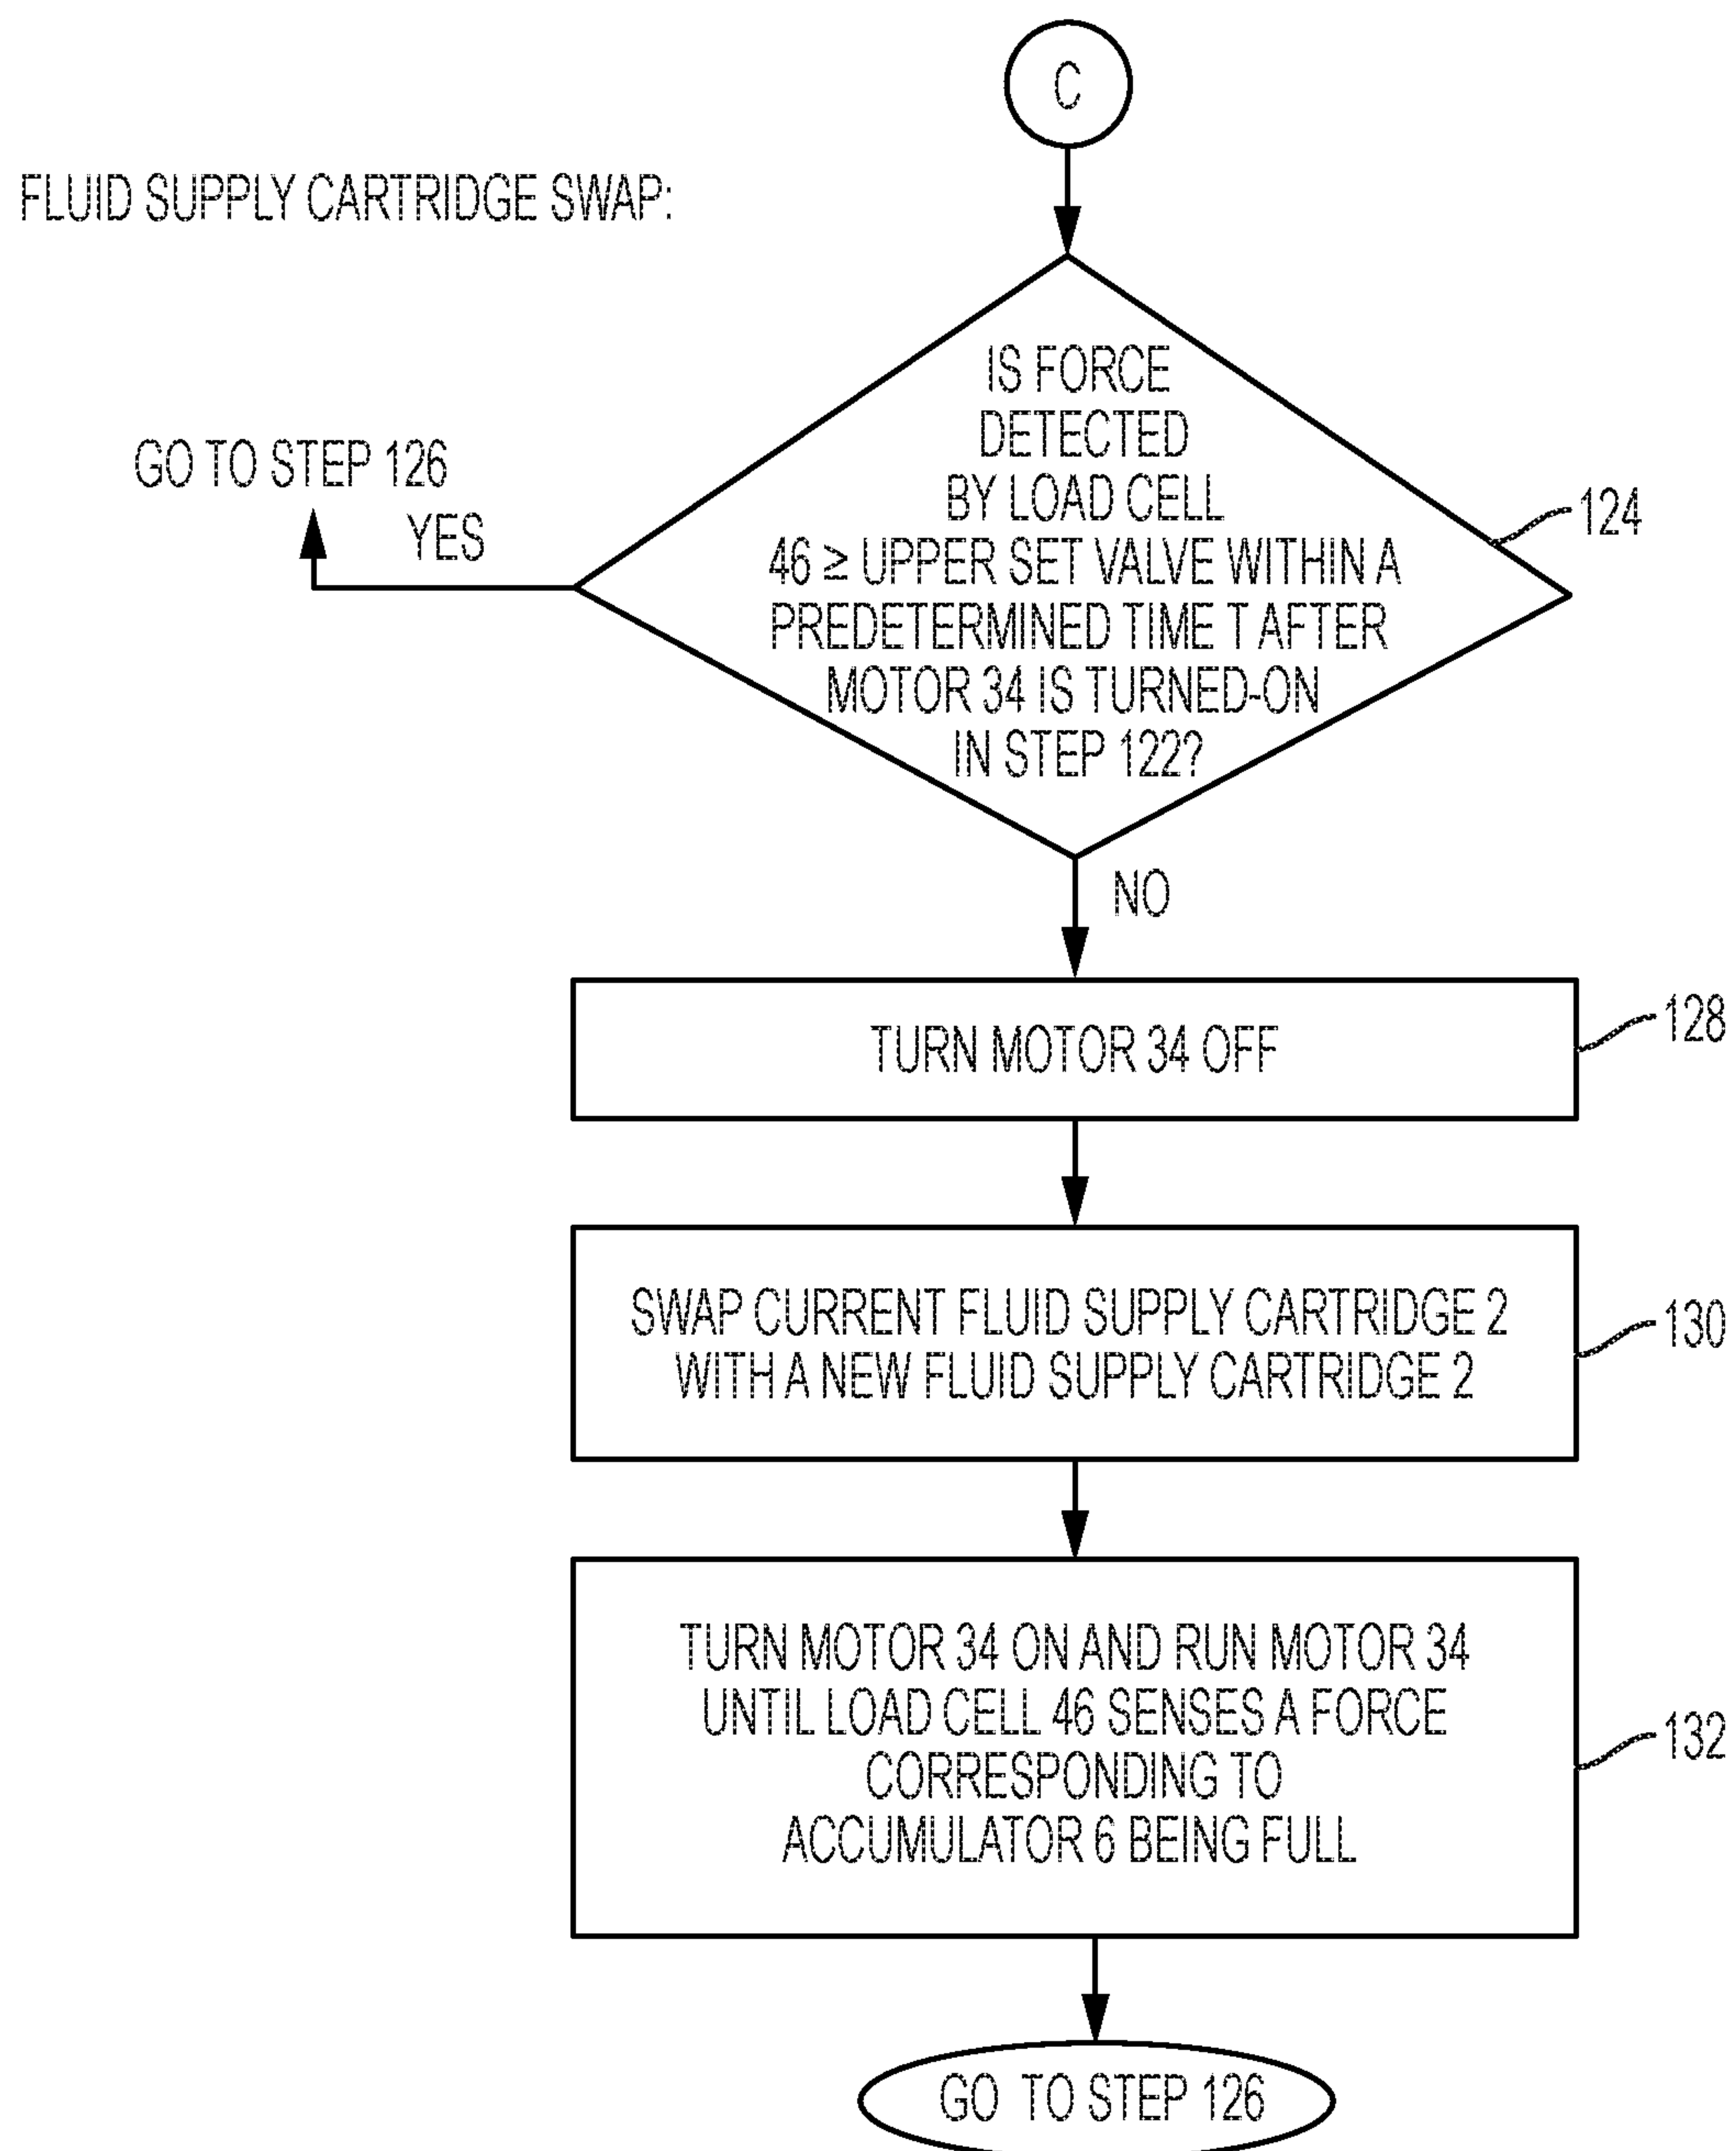 C
FLUID SUPPLY CARTRIDGE SWAP:
IS FORCE
DETECTED
BY LOAD CELL
46 ≥ UPPER SET VALVE WITHIN A
PREDETERMINED TIME T AFTER
MOTOR 34 IS TURNED-ON
IN STEP 122?
124
GO TO STEP 126
YES
NO
TURN MOTOR 34 OFF
128
SWAP CURRENT FLUID SUPPLY CARTRIDGE 2
WITH A NEW FLUID SUPPLY CARTRIDGE 2
130
TURN MOTOR 34 ON AND RUN MOTOR 34
UNTIL LOAD CELL 46 SENSES A FORCE
CORRESPONDING TO
ACCUMULATOR 6 BEING FULL
132
GO TO STEP 126